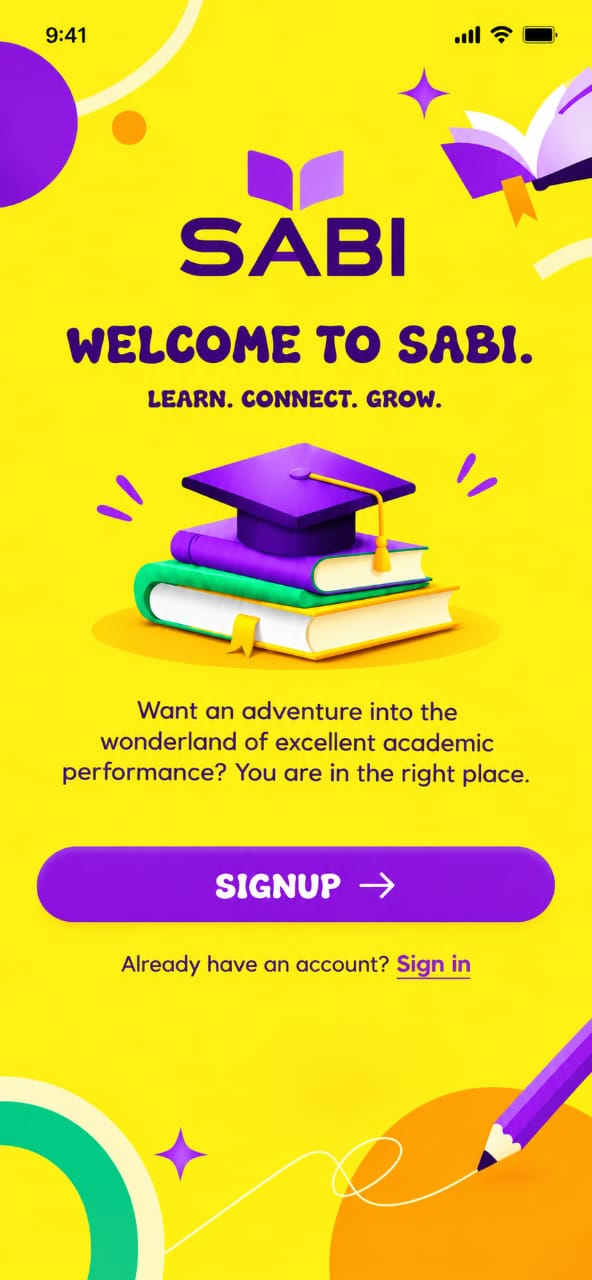 9:41
SABI
WELCOME TO SABI.
LEARN. CONNECT. GROW.
Want an adventure into the
wonderland of excellent academic
performance? You are in the right place.
SIGNUP →
Already have an account? Sign in